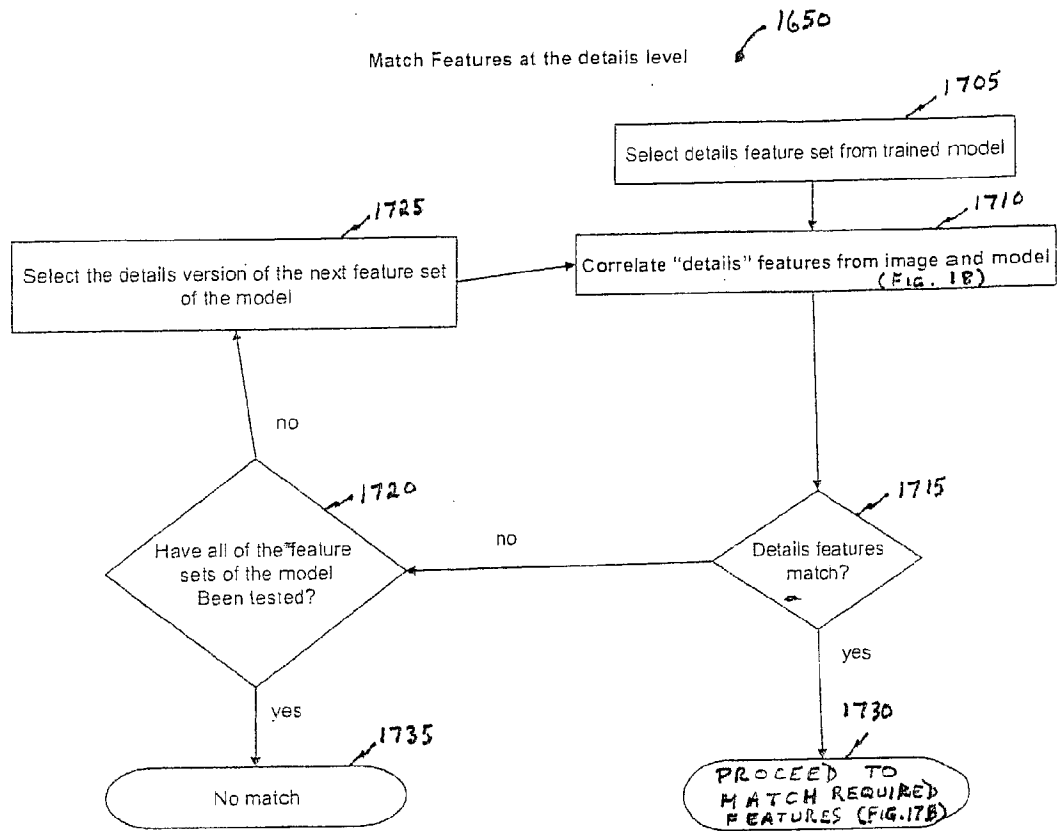 1650
Match Features at the details level
1705
Select details feature set from trained model
1725
1710
Select the details version of the next feature set
of the model
Correlate "details" features from image and model
(FIG. 18)
no
1720
1715
Have all of the feature
sets of the model
Been tested?
no
Details features
match?
yes
yes
1735
1730
No match
PROCEED TO
MATCH REQUIRED
FEATURES (FIG.17B)